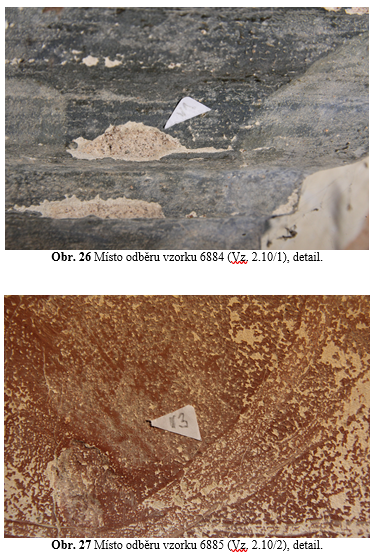 Obr. 26 Místo odběru vzorku 6884 (Vz. 2.10/1), detail.
Obr. 27 Místo odběru vzorku 6885 (Vz. 2.10/2), detail.